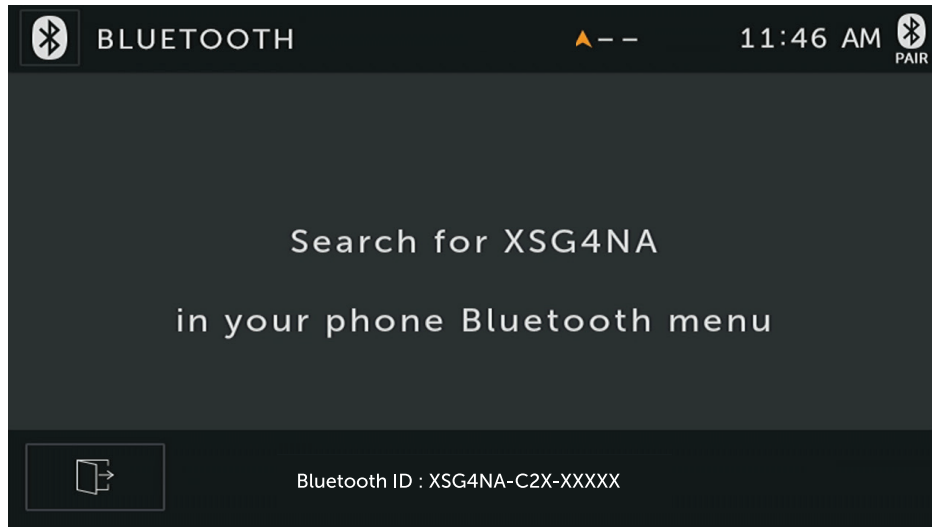 BLUETOOTH -- 11:46 AM
PAIR
Search for XSG4NA
in your phone Bluetooth menu
Bluetooth ID : XSG4NA-C2X-XXXXX